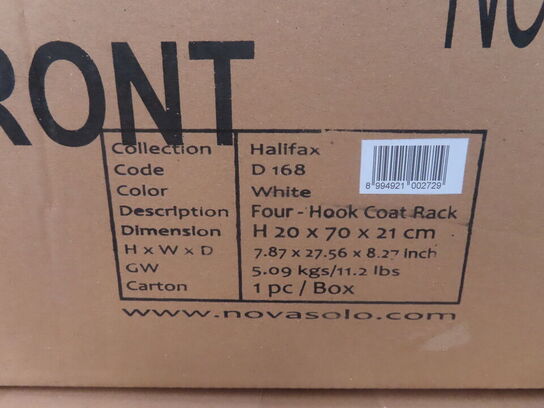 RONT
NO
Collection Halifax
Code D 168
Color White
Description Four - Hook Coat Rack
Dimension H 20 x 70 x 21 cm
H x W x D 7.87 x 27.56 x 8.27 inch
GW 5.09 kgs/11.2 lbs
Carton 1 pc / Box
8 994921 002729
www.novasolo.com